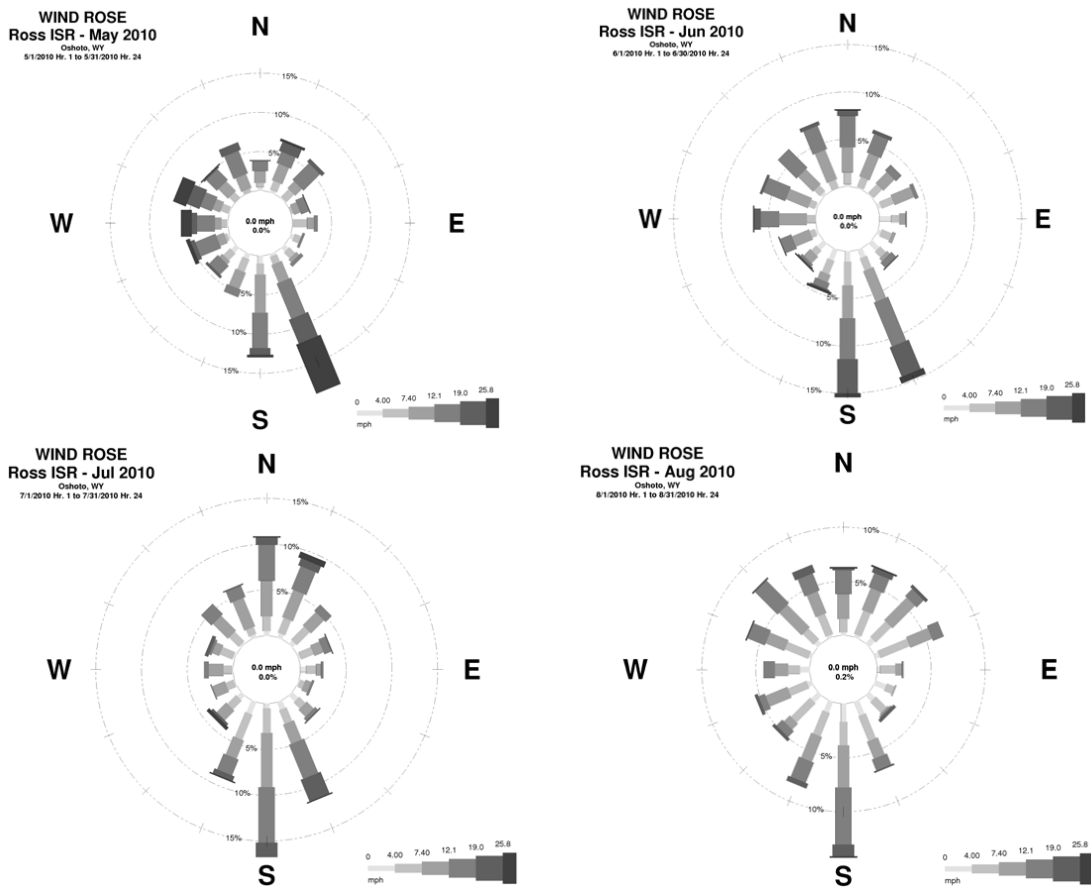 WIND ROSE
Ross ISR - May 2010
Oshoto, WY
5/1/2010 Hr. 1 to 5/31/2010 Hr. 24
N
15%
10%
5%
W
0.0 mph
0.0%
E
5%
10%
15%
S
0 4.00 7.40 12.1 19.0 25.8
mph
WIND ROSE
Ross ISR - Jun 2010
Oshoto, WY
6/1/2010 Hr. 1 to 6/30/2010 Hr. 24
N
15%
10%
5%
W
0.0 mph
0.0%
E
5%
10%
15%
S
0 4.00 7.40 12.1 19.0 25.8
mph
WIND ROSE
Ross ISR - Jul 2010
Oshoto, WY
7/1/2010 Hr. 1 to 7/31/2010 Hr. 24
N
15%
10%
5%
W
0.0 mph
0.0%
E
5%
10%
15%
S
0 4.00 7.40 12.1 19.0 25.8
mph
WIND ROSE
Ross ISR - Aug 2010
Oshoto, WY
8/1/2010 Hr. 1 to 8/31/2010 Hr. 24
N
10%
5%
W
0.0 mph
0.2%
E
5%
10%
S
0 4.00 7.40 12.1 19.0 25.8
mph